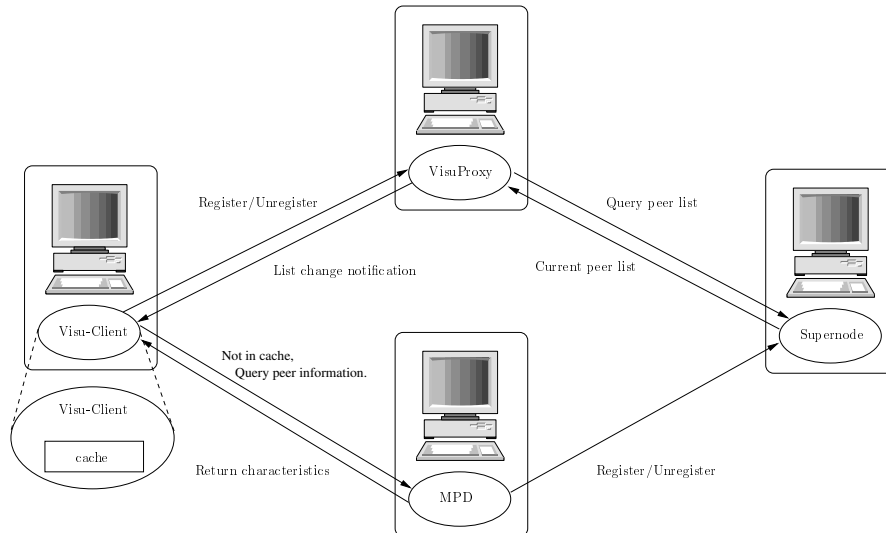 VisuProxy
Register/Unregister
Query peer list
List change notification
Current peer list
Visu-Client
Supernode
Not in cache,
Query peer information.
Visu-Client
cache
Return characteristics
Register/Unregister
MPD